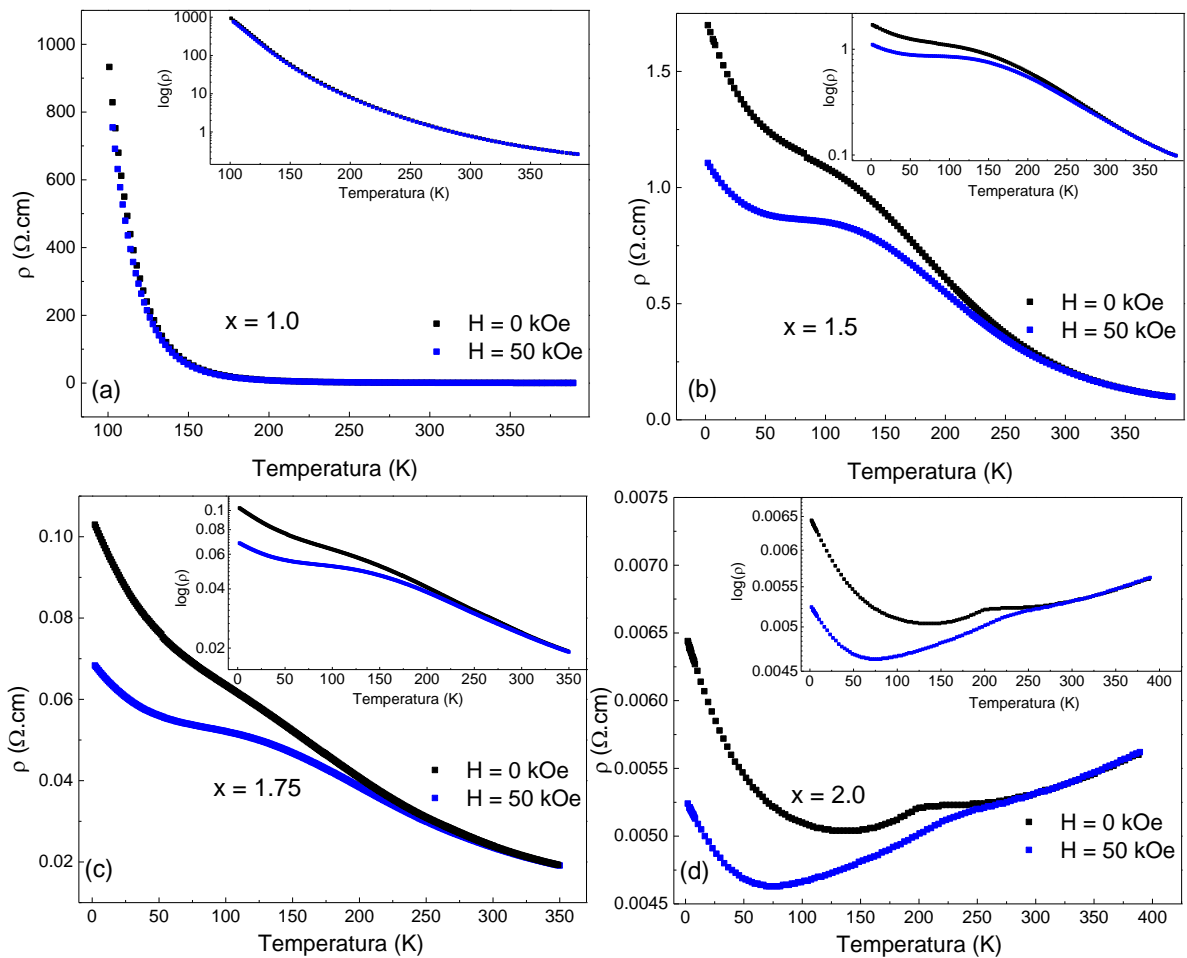 1000
800
600
400
200
0
ρ (Ω.cm)
100 150 200 250 300 350
Temperatura (K)
1000
100
10
1
log(ρ)
100 150 200 250 300 350
Temperatura (K)
x = 1.0
H = 0 kOe
H = 50 kOe
(a)
1.5
1.0
0.5
0.0
ρ (Ω.cm)
0 50 100 150 200 250 300 350
Temperatura (K)
1
0.1
log(ρ)
0 50 100 150 200 250 300 350
Temperatura (K)
x = 1.5
H = 0 kOe
H = 50 kOe
(b)
0.10
0.08
0.06
0.04
0.02
ρ (Ω.cm)
0 50 100 150 200 250 300 350
Temperatura (K)
0.1
0.08
0.06
0.04
0.02
log(ρ)
0 50 100 150 200 250 300 350
Temperatura (K)
x = 1.75
H = 0 kOe
H = 50 kOe
(c)
0.0075
0.0070
0.0065
0.0060
0.0055
0.0050
0.0045
ρ (Ω.cm)
0 50 100 150 200 250 300 350 400
Temperatura (K)
0.0065
0.006
0.0055
0.005
0.0045
log(ρ)
0 50 100 150 200 250 300 350 400
Temperatura (K)
x = 2.0
H = 0 kOe
H = 50 kOe
(d)